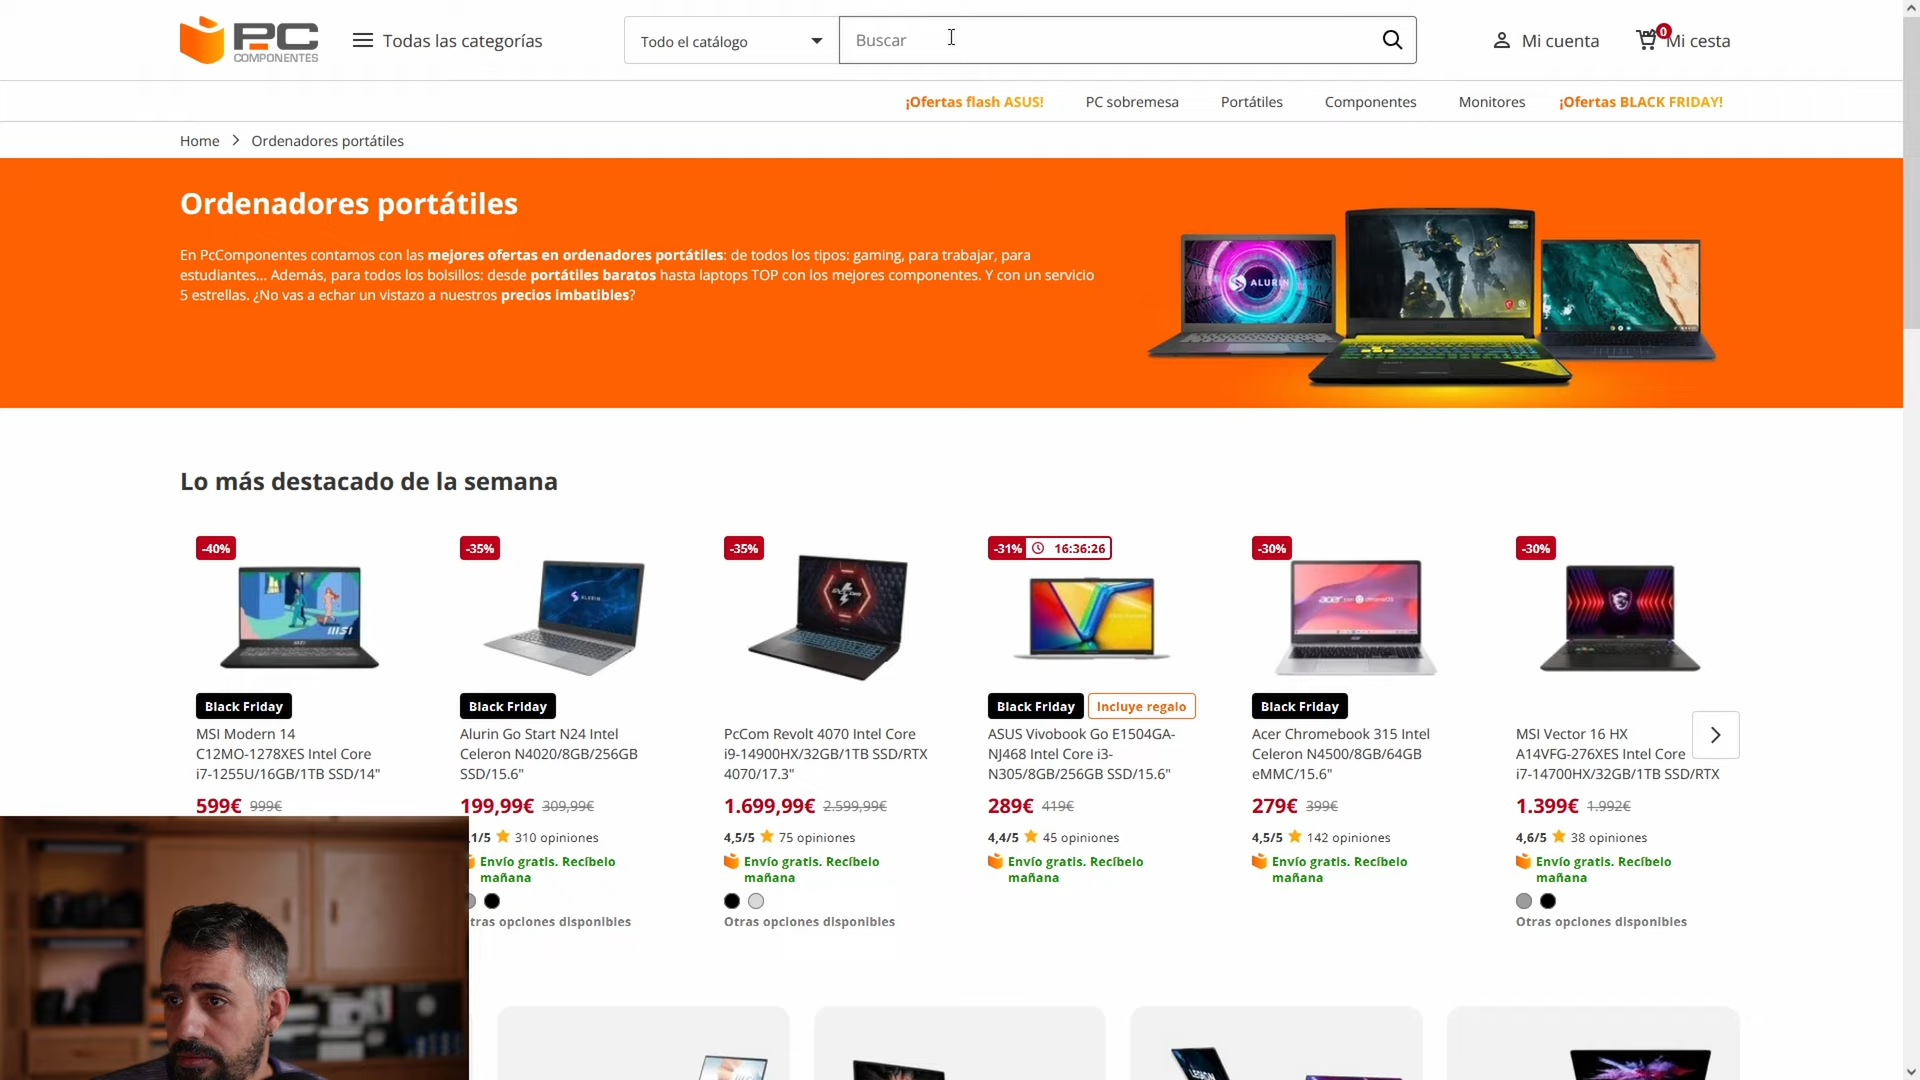 PC
COMPONENTES
Todas las categorías
Todo el catálogo
Buscar
Mi cuenta
0
Mi cesta
¡Ofertas flash ASUS!
PC sobremesa
Portátiles
Componentes
Monitores
¡Ofertas BLACK FRIDAY!
Home
Ordenadores portátiles
Ordenadores portátiles
En PcComponentes contamos con las mejores ofertas en ordenadores portátiles: de todos los tipos: gaming, para trabajar, para
estudiantes... Además, para todos los bolsillos: desde portátiles baratos hasta laptops TOP con los mejores componentes. Y con un servicio
5 estrellas. ¿No vas a echar un vistazo a nuestros precios imbatibles?
ALURIN
Lo más destacado de la semana
-40%
-35%
-35%
-31%
16:36:26
-30%
-30%
msi
ALURIN
acer
Black Friday
Black Friday
Black Friday
Incluye regalo
Black Friday
MSI Modern 14
C12MO-1278XES Intel Core
i7-1255U/16GB/1TB SSD/14"
599€ 999€
Alurin Go Start N24 Intel
Celeron N4020/8GB/256GB
SSD/15.6"
199,99€ 309,99€
1/5 310 opiniones
Envío gratis. Recíbelo
mañana
tras opciones disponibles
PcCom Revolt 4070 Intel Core
i9-14900HX/32GB/1TB SSD/RTX
4070/17.3"
1.699,99€ 2.599,99€
4,5/5 75 opiniones
Envío gratis. Recíbelo
mañana
Otras opciones disponibles
ASUS Vivobook Go E1504GA-
NJ468 Intel Core i3-
N305/8GB/256GB SSD/15.6"
289€ 419€
4,4/5 45 opiniones
Envío gratis. Recíbelo
mañana
Acer Chromebook 315 Intel
Celeron N4500/8GB/64GB
eMMC/15.6"
279€ 399€
4,5/5 142 opiniones
Envío gratis. Recíbelo
mañana
MSI Vector 16 HX
A14VFG-276XES Intel Core
i7-14700HX/32GB/1TB SSD/RTX
1.399€ 1.992€
4,6/5 38 opiniones
Envío gratis. Recíbelo
mañana
Otras opciones disponibles
LEGION